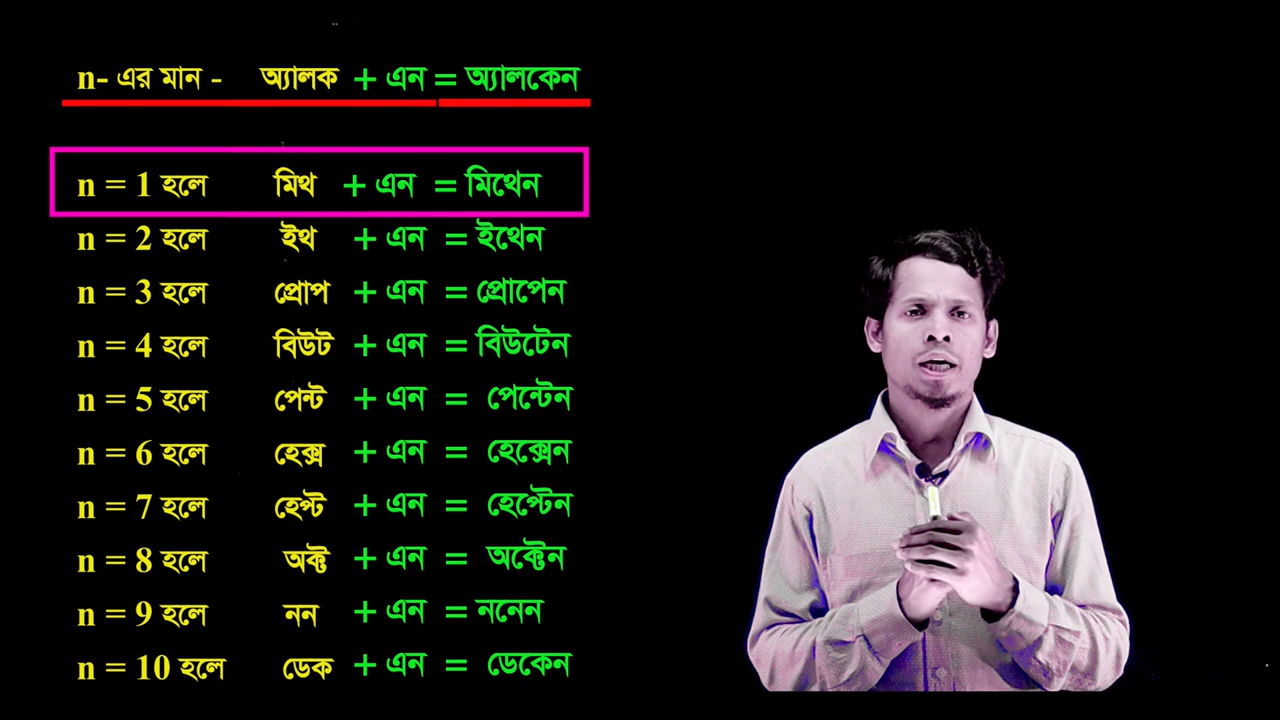 n- এর মান - অ্যালক + এন = অ্যালকেন
n = 1 হলে মিথ + এন = মিথেন
n = 2 হলে ইথ + এন = ইথেন
n = 3 হলে প্রোপ + এন = প্রোপেন
n = 4 হলে বিউট + এন = বিউটেন
n = 5 হলে পেন্ট + এন = পেন্টেন
n = 6 হলে হেক্স + এন = হেক্সেন
n = 7 হলে হেপ্ট + এন = হেপ্টেন
n = 8 হলে অক্ট + এন = অক্টেন
n = 9 হলে নন + এন = ননেন
n = 10 হলে ডেক + এন = ডেকেন